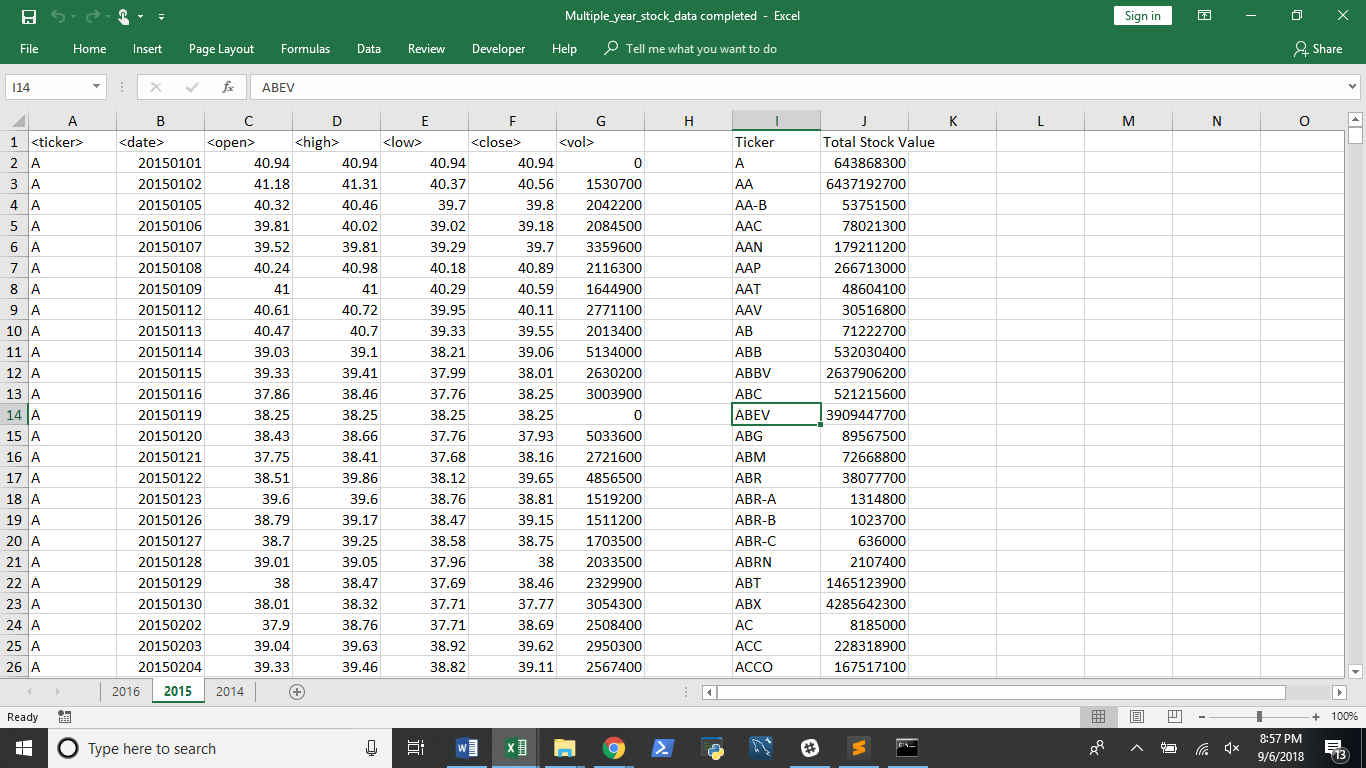 Multiple_year_stock_data completed - Excel
Sign in
File Home Insert Page Layout Formulas Data Review Developer Help Tell me what you want to do Share
I14 fx ABEV
A B C D E F G H I J K L M N O
1 <ticker> <date> <open> <high> <low> <close> <vol> Ticker Total Stock Value
2 A 20150101 40.94 40.94 40.94 40.94 0 A 643868300
3 A 20150102 41.18 41.31 40.37 40.56 1530700 AA 6437192700
4 A 20150105 40.32 40.46 39.7 39.8 2042200 AA-B 53751500
5 A 20150106 39.81 40.02 39.02 39.18 2084500 AAC 78021300
6 A 20150107 39.52 39.81 39.29 39.7 3359600 AAN 179211200
7 A 20150108 40.24 40.98 40.18 40.89 2116300 AAP 266713000
8 A 20150109 41 41 40.29 40.59 1644900 AAT 48604100
9 A 20150112 40.61 40.72 39.95 40.11 2771100 AAV 30516800
10 A 20150113 40.47 40.7 39.33 39.55 2013400 AB 71222700
11 A 20150114 39.03 39.1 38.21 39.06 5134000 ABB 532030400
12 A 20150115 39.33 39.41 37.99 38.01 2630200 ABBV 2637906200
13 A 20150116 37.86 38.46 37.76 38.25 3003900 ABC 521215600
14 A 20150119 38.25 38.25 38.25 38.25 0 ABEV 3909447700
15 A 20150120 38.43 38.66 37.76 37.93 5033600 ABG 89567500
16 A 20150121 37.75 38.41 37.68 38.16 2721600 ABM 72668800
17 A 20150122 38.51 39.86 38.12 39.65 4856500 ABR 38077700
18 A 20150123 39.6 39.6 38.76 38.81 1519200 ABR-A 1314800
19 A 20150126 38.79 39.17 38.47 39.15 1511200 ABR-B 1023700
20 A 20150127 38.7 39.25 38.58 38.75 1703500 ABR-C 636000
21 A 20150128 39.01 39.05 37.96 38 2033500 ABRN 2107400
22 A 20150129 38 38.47 37.69 38.46 2329900 ABT 1465123900
23 A 20150130 38.01 38.32 37.71 37.77 3054300 ABX 4285642300
24 A 20150202 37.9 38.76 37.71 38.69 2508400 AC 8185000
25 A 20150203 39.04 39.63 38.92 39.62 2950300 ACC 228318900
26 A 20150204 39.33 39.46 38.82 39.11 2567400 ACCO 167517100
2016 2015 2014
Ready 100%
Type here to search
8:57 PM
9/6/2018
13